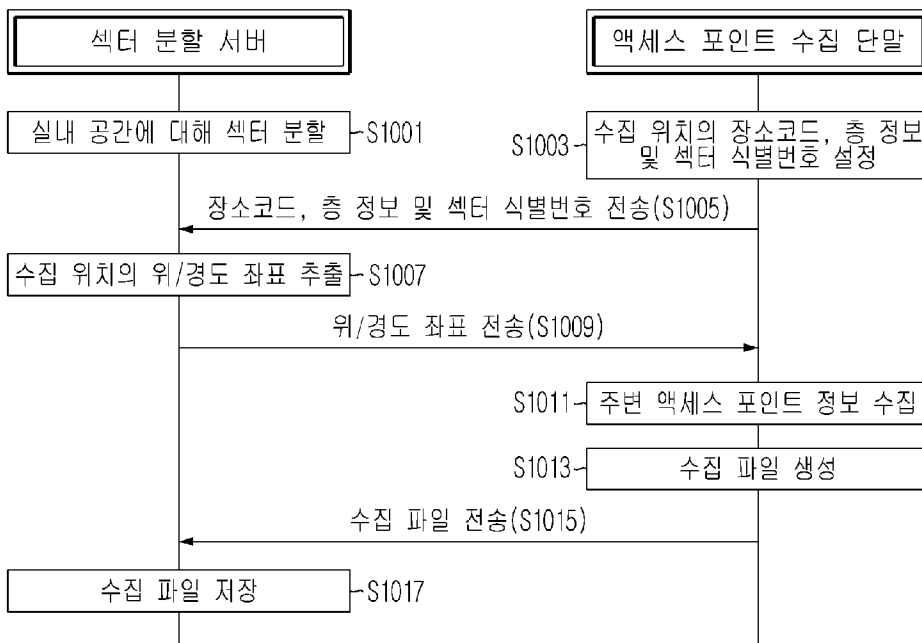 섹터 분할 서버
액세스 포인트 수집 단말
실내 공간에 대해 섹터 분할
S1001
S1003
수집 위치의 장소코드, 층 정보
및 섹터 식별번호 설정
장소코드, 층 정보 및 섹터 식별번호 전송(S1005)
수집 위치의 위/경도 좌표 추출
S1007
위/경도 좌표 전송(S1009)
S1011
주변 액세스 포인트 정보 수집
S1013
수집 파일 생성
수집 파일 전송(S1015)
수집 파일 저장
S1017